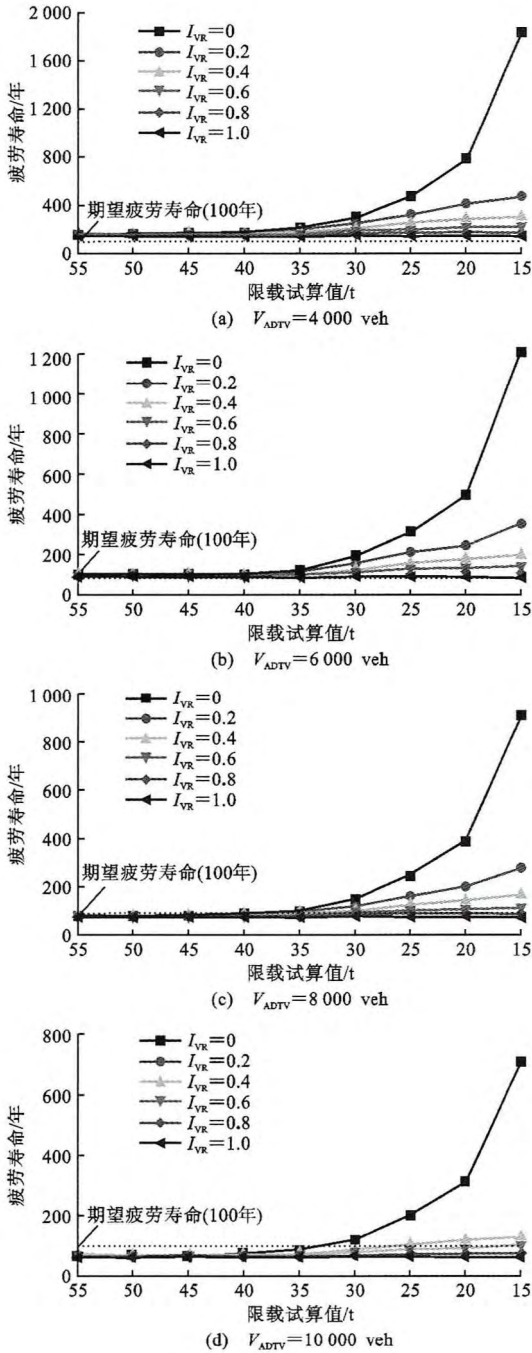 2 000
1 600
1 200
800
400
0
疲劳寿命/年
I_VR=0
I_VR=0.2
I_VR=0.4
I_VR=0.6
I_VR=0.8
I_VR=1.0
期望疲劳寿命(100年)
55 50 45 40 35 30 25 20 15
限载试算值/t
(a) V_ADTV=4 000 veh
1 200
1 000
800
600
400
200
0
疲劳寿命/年
I_VR=0
I_VR=0.2
I_VR=0.4
I_VR=0.6
I_VR=0.8
I_VR=1.0
期望疲劳寿命(100年)
55 50 45 40 35 30 25 20 15
限载试算值/t
(b) V_ADTV=6 000 veh
1 000
800
600
400
200
0
疲劳寿命/年
I_VR=0
I_VR=0.2
I_VR=0.4
I_VR=0.6
I_VR=0.8
I_VR=1.0
期望疲劳寿命(100年)
55 50 45 40 35 30 25 20 15
限载试算值/t
(c) V_ADTV=8 000 veh
800
600
400
200
0
疲劳寿命/年
I_VR=0
I_VR=0.2
I_VR=0.4
I_VR=0.6
I_VR=0.8
I_VR=1.0
期望疲劳寿命(100年)
55 50 45 40 35 30 25 20 15
限载试算值/t
(d) V_ADTV=10 000 veh